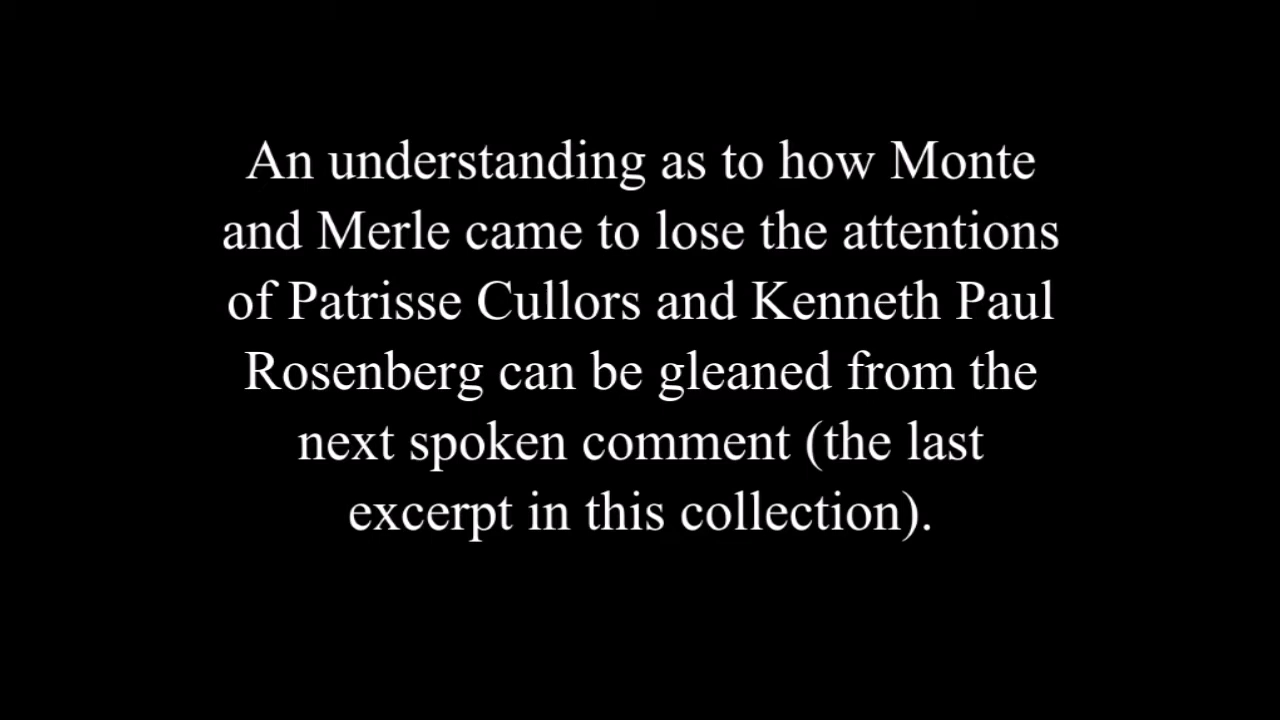 An understanding as to how Monte
and Merle came to lose the attentions
of Patrisse Cullors and Kenneth Paul
Rosenberg can be gleaned from the
next spoken comment (the last
excerpt in this collection).